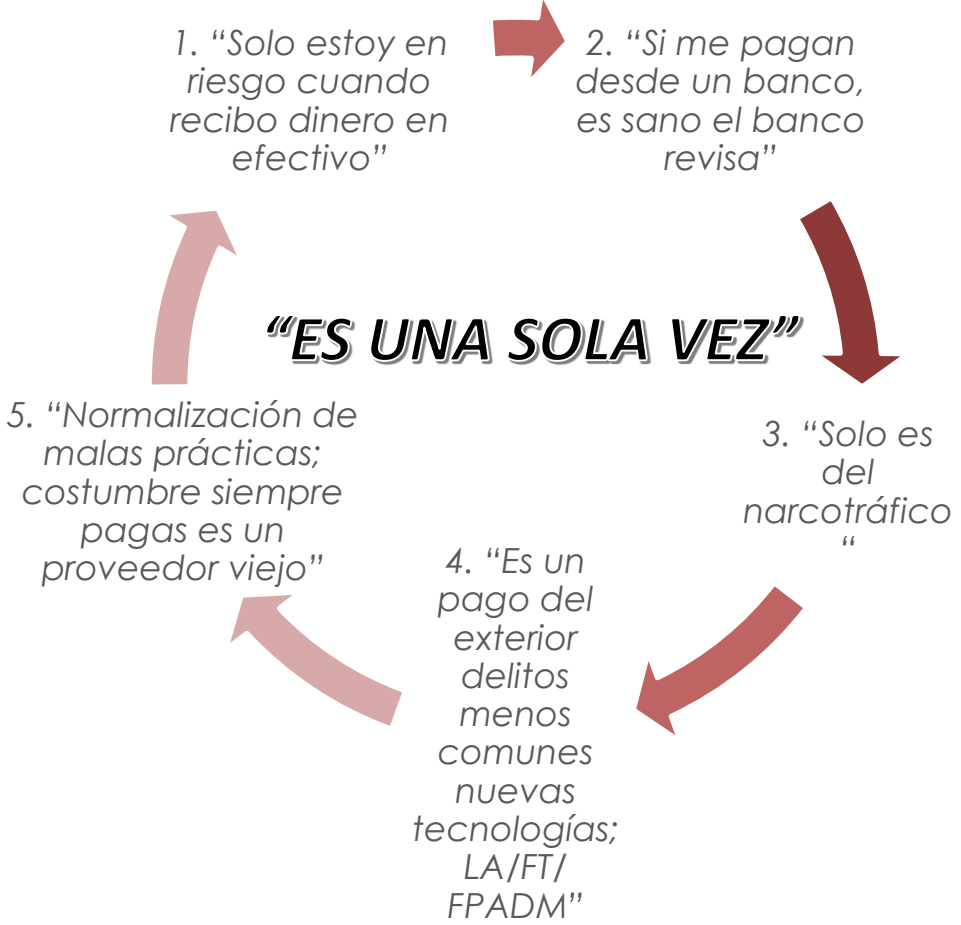 1. “Solo estoy en
riesgo cuando
recibo dinero en
efectivo”
2. “Si me pagan
desde un banco,
es sano el banco
revisa”
“ES UNA SOLA VEZ”
3. “Solo es
del
narcotráfico
“
4. “Es un
pago del
exterior
delitos
menos
comunes
nuevas
tecnologías;
LA/FT/
FPADM”
5. “Normalización de
malas prácticas;
costumbre siempre
pagas es un
proveedor viejo”